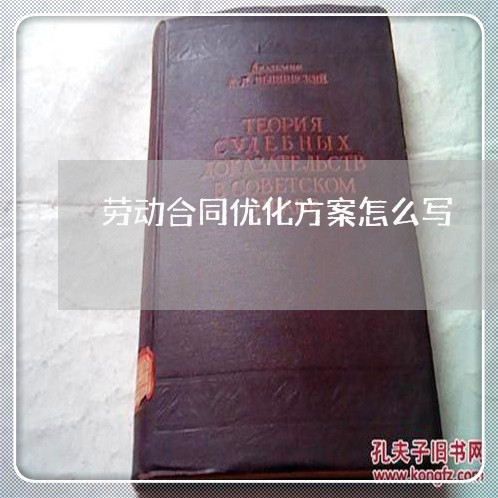 Академик
ТЕОРИЯ
СУДЕБНЫХ
ДОКАЗАТЕЛЬСТВ
В СОВЕТСКОМ
劳动合同优化方案怎么写
孔夫子旧书网
kongfz.com